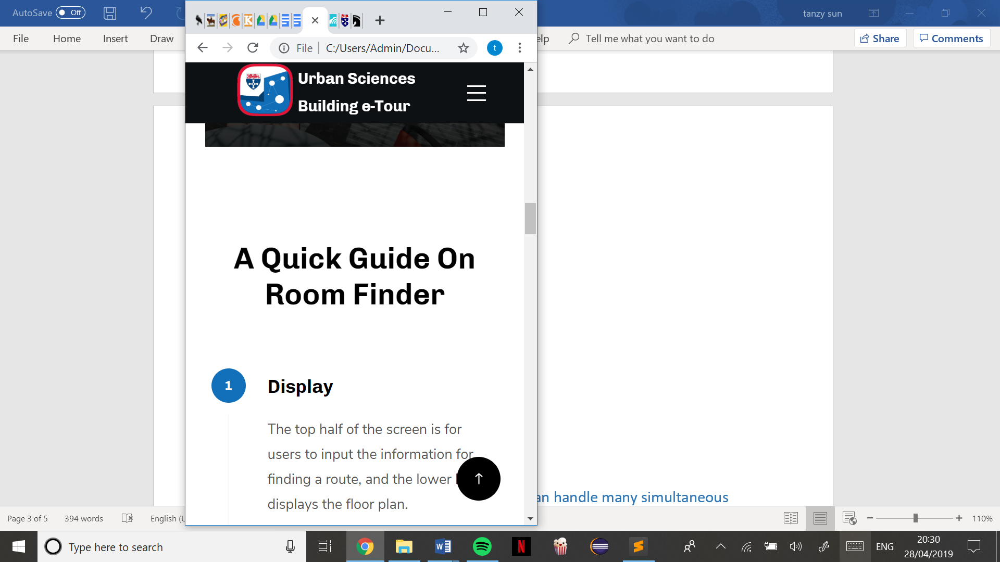 AutoSave Off
tanzy sun
File Home Insert Draw
elp Tell me what you want to do
Share Comments
File C:/Users/Admin/Docu...
t
Urban Sciences
Building e-Tour
A Quick Guide On
Room Finder
1 Display
The top half of the screen is for
users to input the information for
finding a route, and the lower
displays the floor plan.
an handle many simultaneous
Page 3 of 5 394 words English (U
110%
Type here to search
ENG
20:30
28/04/2019